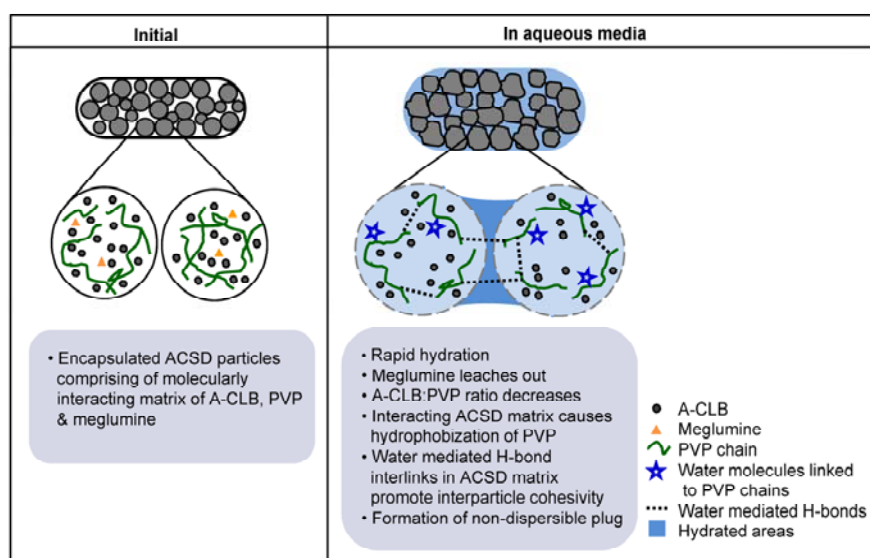 Initial
In aqueous media
• Encapsulated ACSD particles
comprising of molecularly
interacting matrix of A-CLB, PVP
& meglumine
• Rapid hydration
• Meglumine leaches out
• A-CLB:PVP ratio decreases
• Interacting ACSD matrix causes
hydrophobization of PVP
• Water mediated H-bond
interlinks in ACSD matrix
promote interparticle cohesivity
• Formation of non-dispersible plug
A-CLB
Meglumine
PVP chain
Water molecules linked
to PVP chains
Water mediated H-bonds
Hydrated areas